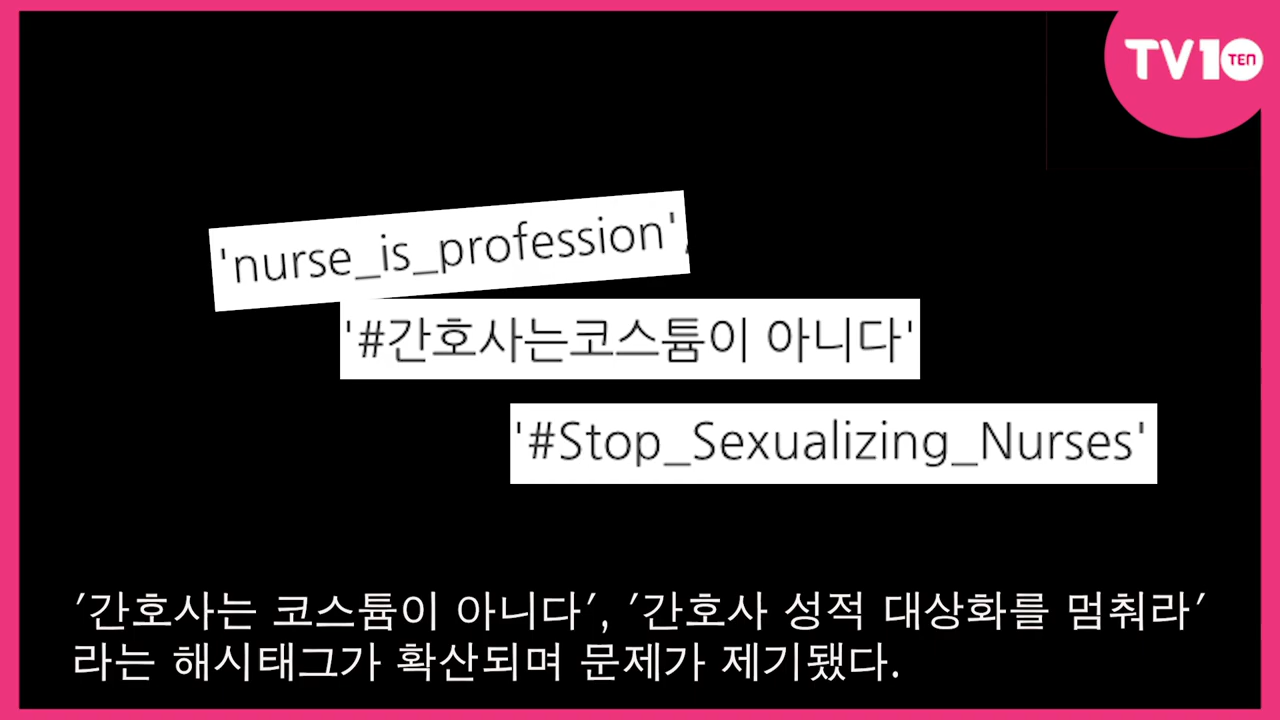 TV10
TEN
'nurse_is_profession',
'#간호사는코스튬이 아니다'
'#Stop_Sexualizing_Nurses'
'간호사는 코스튬이 아니다', '간호사 성적 대상화를 멈춰라'
라는 해시태그가 확산되며 문제가 제기됐다.